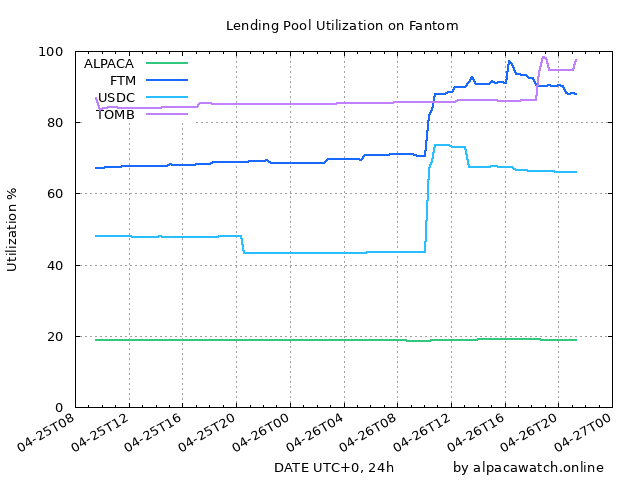 Lending Pool Utilization on Fantom
100
80
60
40
20
0
Utilization %
ALPACA
FTM
USDC
TOMB
04-25T08
04-25T12
04-25T16
04-25T20
04-26T00
04-26T04
04-26T08
04-26T12
04-26T16
04-26T20
04-27T00
DATE UTC+0, 24h
by alpacawatch.online